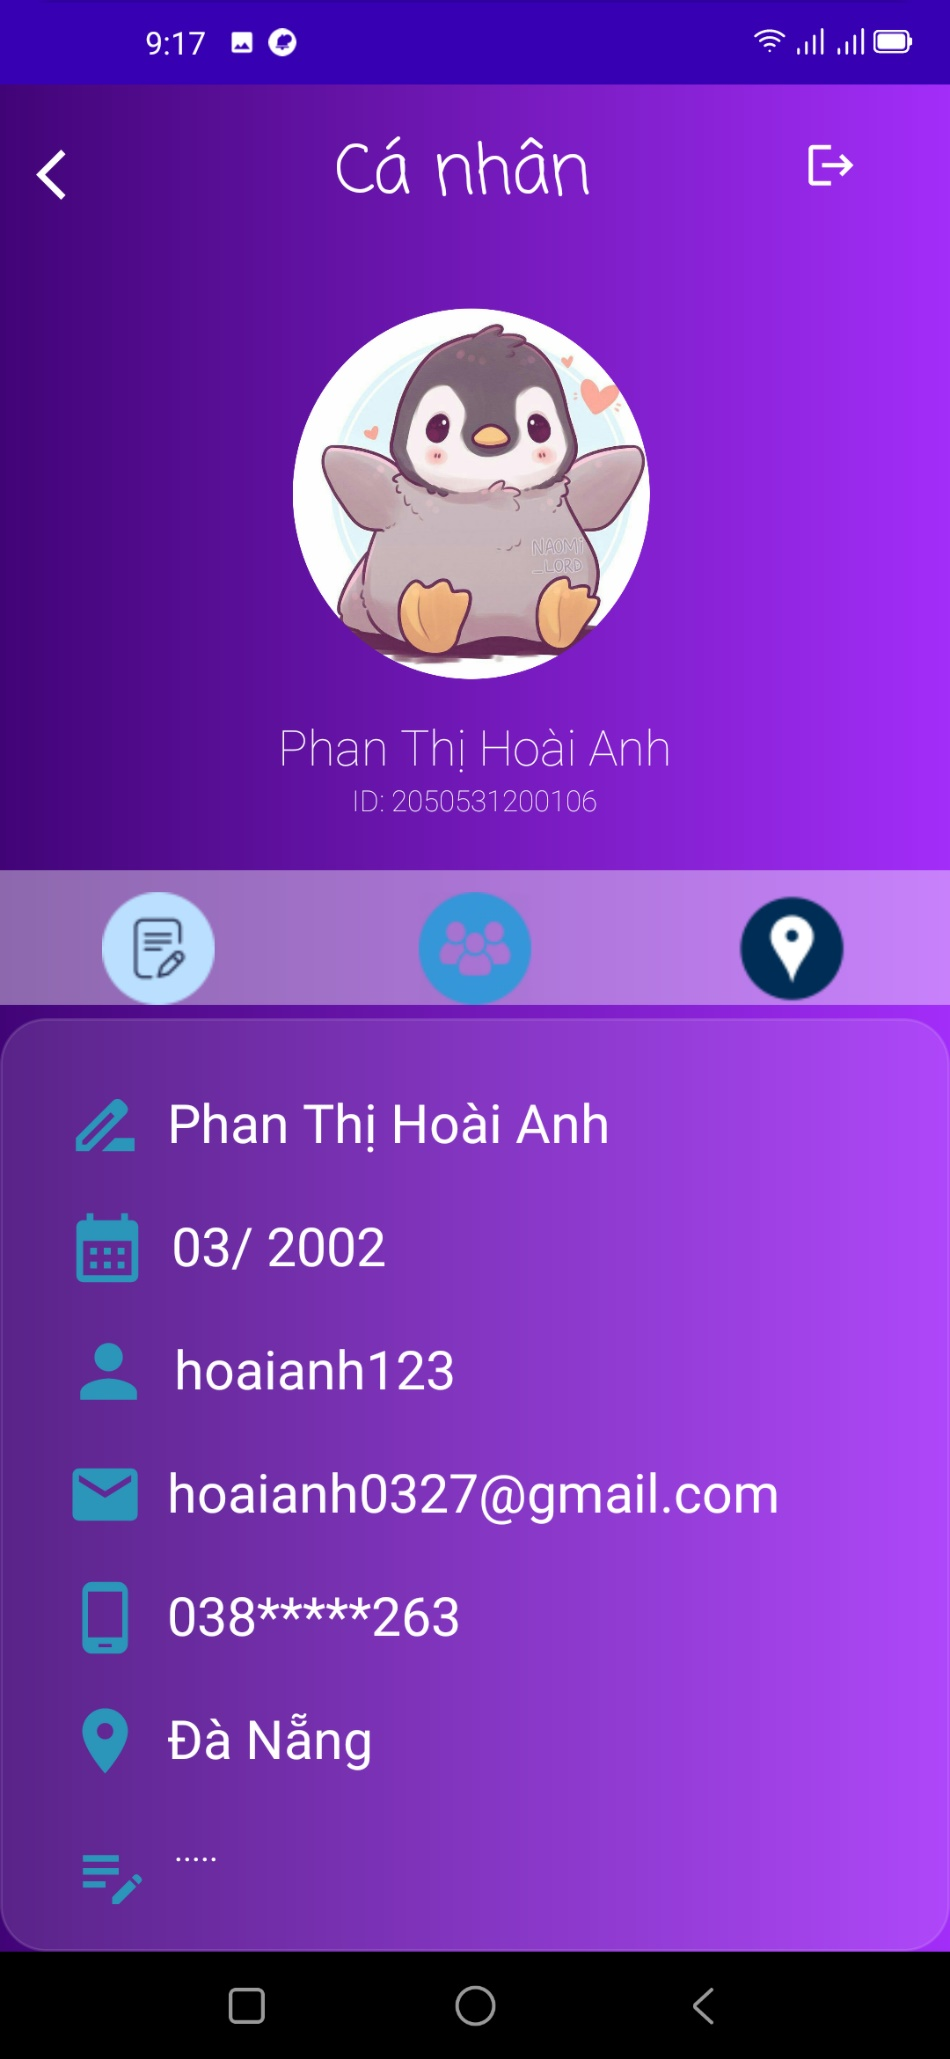 9:17
Cá nhân
NAOMI
_LORD
Phan Thị Hoài Anh
ID: 2050531200106
Phan Thị Hoài Anh
03/ 2002
hoaianh123
hoaianh0327@gmail.com
038*****263
Đà Nẵng
.....